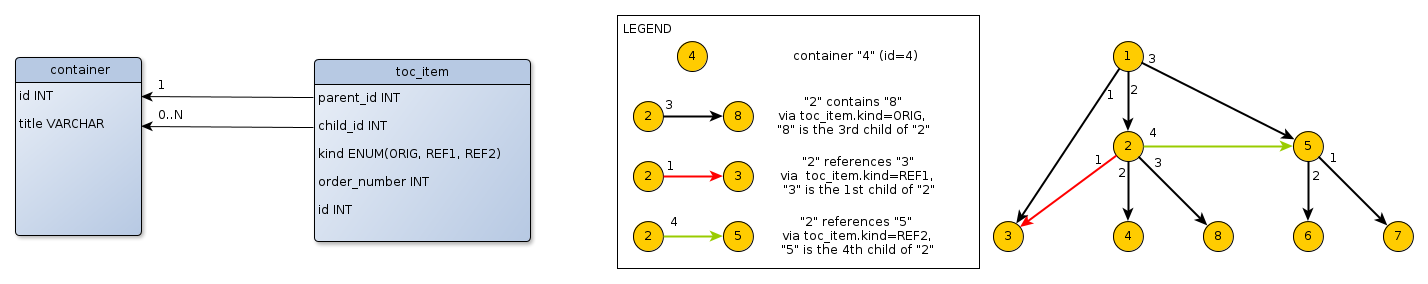 container
id INT
title VARCHAR
1
0..N
toc_item
parent_id INT
child_id INT
kind ENUM(ORIG, REF1, REF2)
order_number INT
id INT
LEGEND
4
container "4" (id=4)
2
3
8
"2" contains "8"
via toc_item.kind=ORIG,
"8" is the 3rd child of "2"
2
1
3
"2" references "3"
via toc_item.kind=REF1,
"3" is the 1st child of "2"
2
4
5
"2" references "5"
via toc_item.kind=REF2,
"5" is the 4th child of "2"
1
3
1
2
2
4
5
1
2
3
2
1
3
4
8
6
7